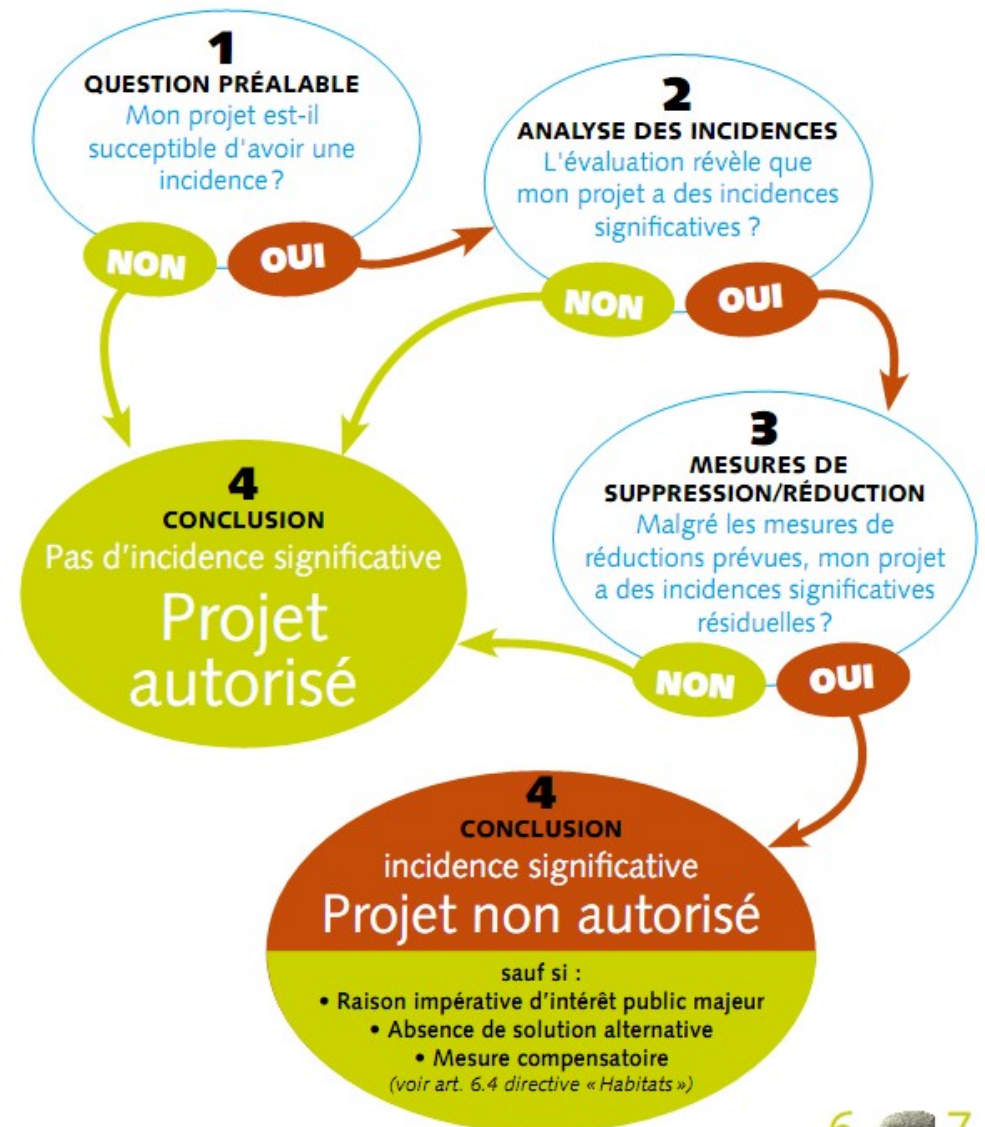 1
QUESTION PRÉALABLE
Mon projet est-il
succeptible d'avoir une
incidence ?
NON
OUI
2
ANALYSE DES INCIDENCES
L'évaluation révèle que
mon projet a des incidences
significatives ?
NON
OUI
3
MESURES DE
SUPPRESSION/RÉDUCTION
Malgré les mesures de
réductions prévues, mon projet
a des incidences significatives
résiduelles ?
NON
OUI
4
CONCLUSION
Pas d'incidence significative
Projet
autorisé
4
CONCLUSION
incidence significative
Projet non autorisé
sauf si :
• Raison impérative d'intérêt public majeur
• Absence de solution alternative
• Mesure compensatoire
(voir art. 6.4 directive « Habitats »)
6 7